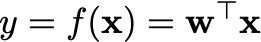 y = f(𝐱) = 𝐰⊤𝐱